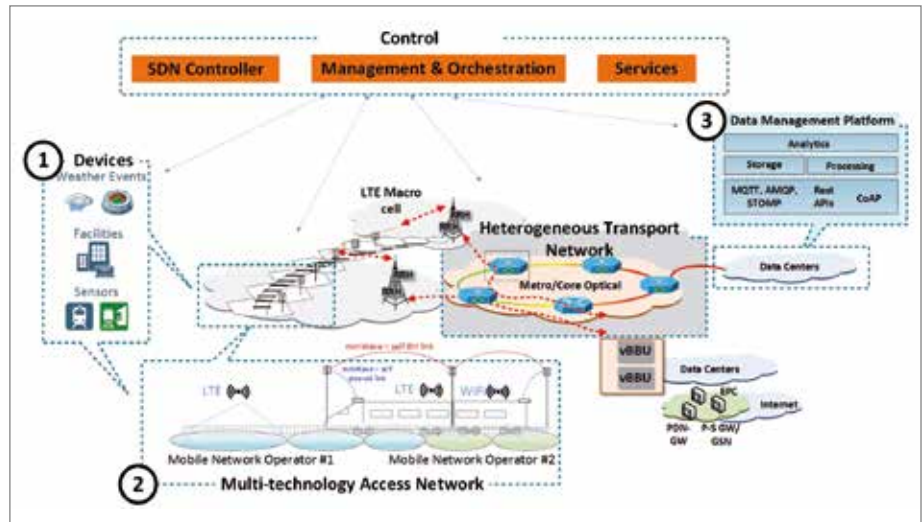 Control
SDN Controller
Management & Orchestration
Services
3
Data Management Platform
Analytics
Storage
Processing
MQTT, AMQP,
STOMP
Rest
APIs
CoAP
1
Devices
Weather Events
Facilities
Sensors
LTE Macro
cell
Heterogeneous Transport
Network
Metro/Core Optical
Data Centers
vBBU
vBBU
Data Centers
EPC
Internet
PDN-
GW
P-S GW/
GSN
LTE
LTE
WiFi
Mobile Network Operator #1
Mobile Network Operator #2
2
Multi-technology Access Network